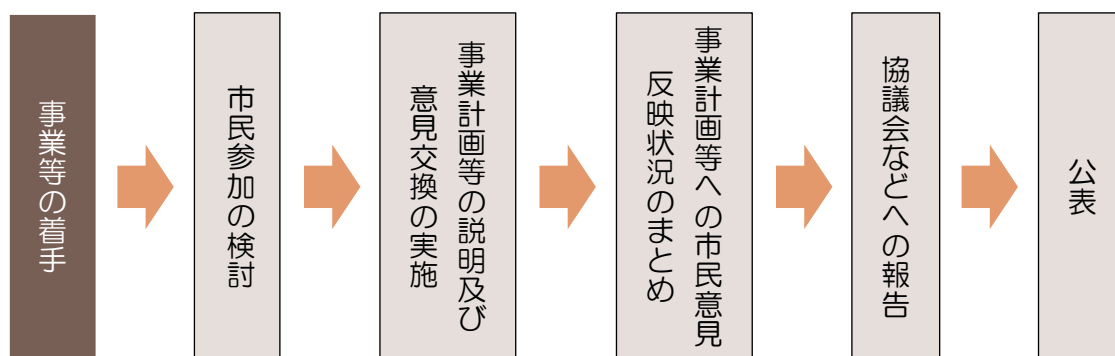 事業等の着手
市民参加の検討
事業計画等の説明及び
意見交換の実施
事業計画等への市民意見
反映状況のまとめ
協議会などへの報告
公表